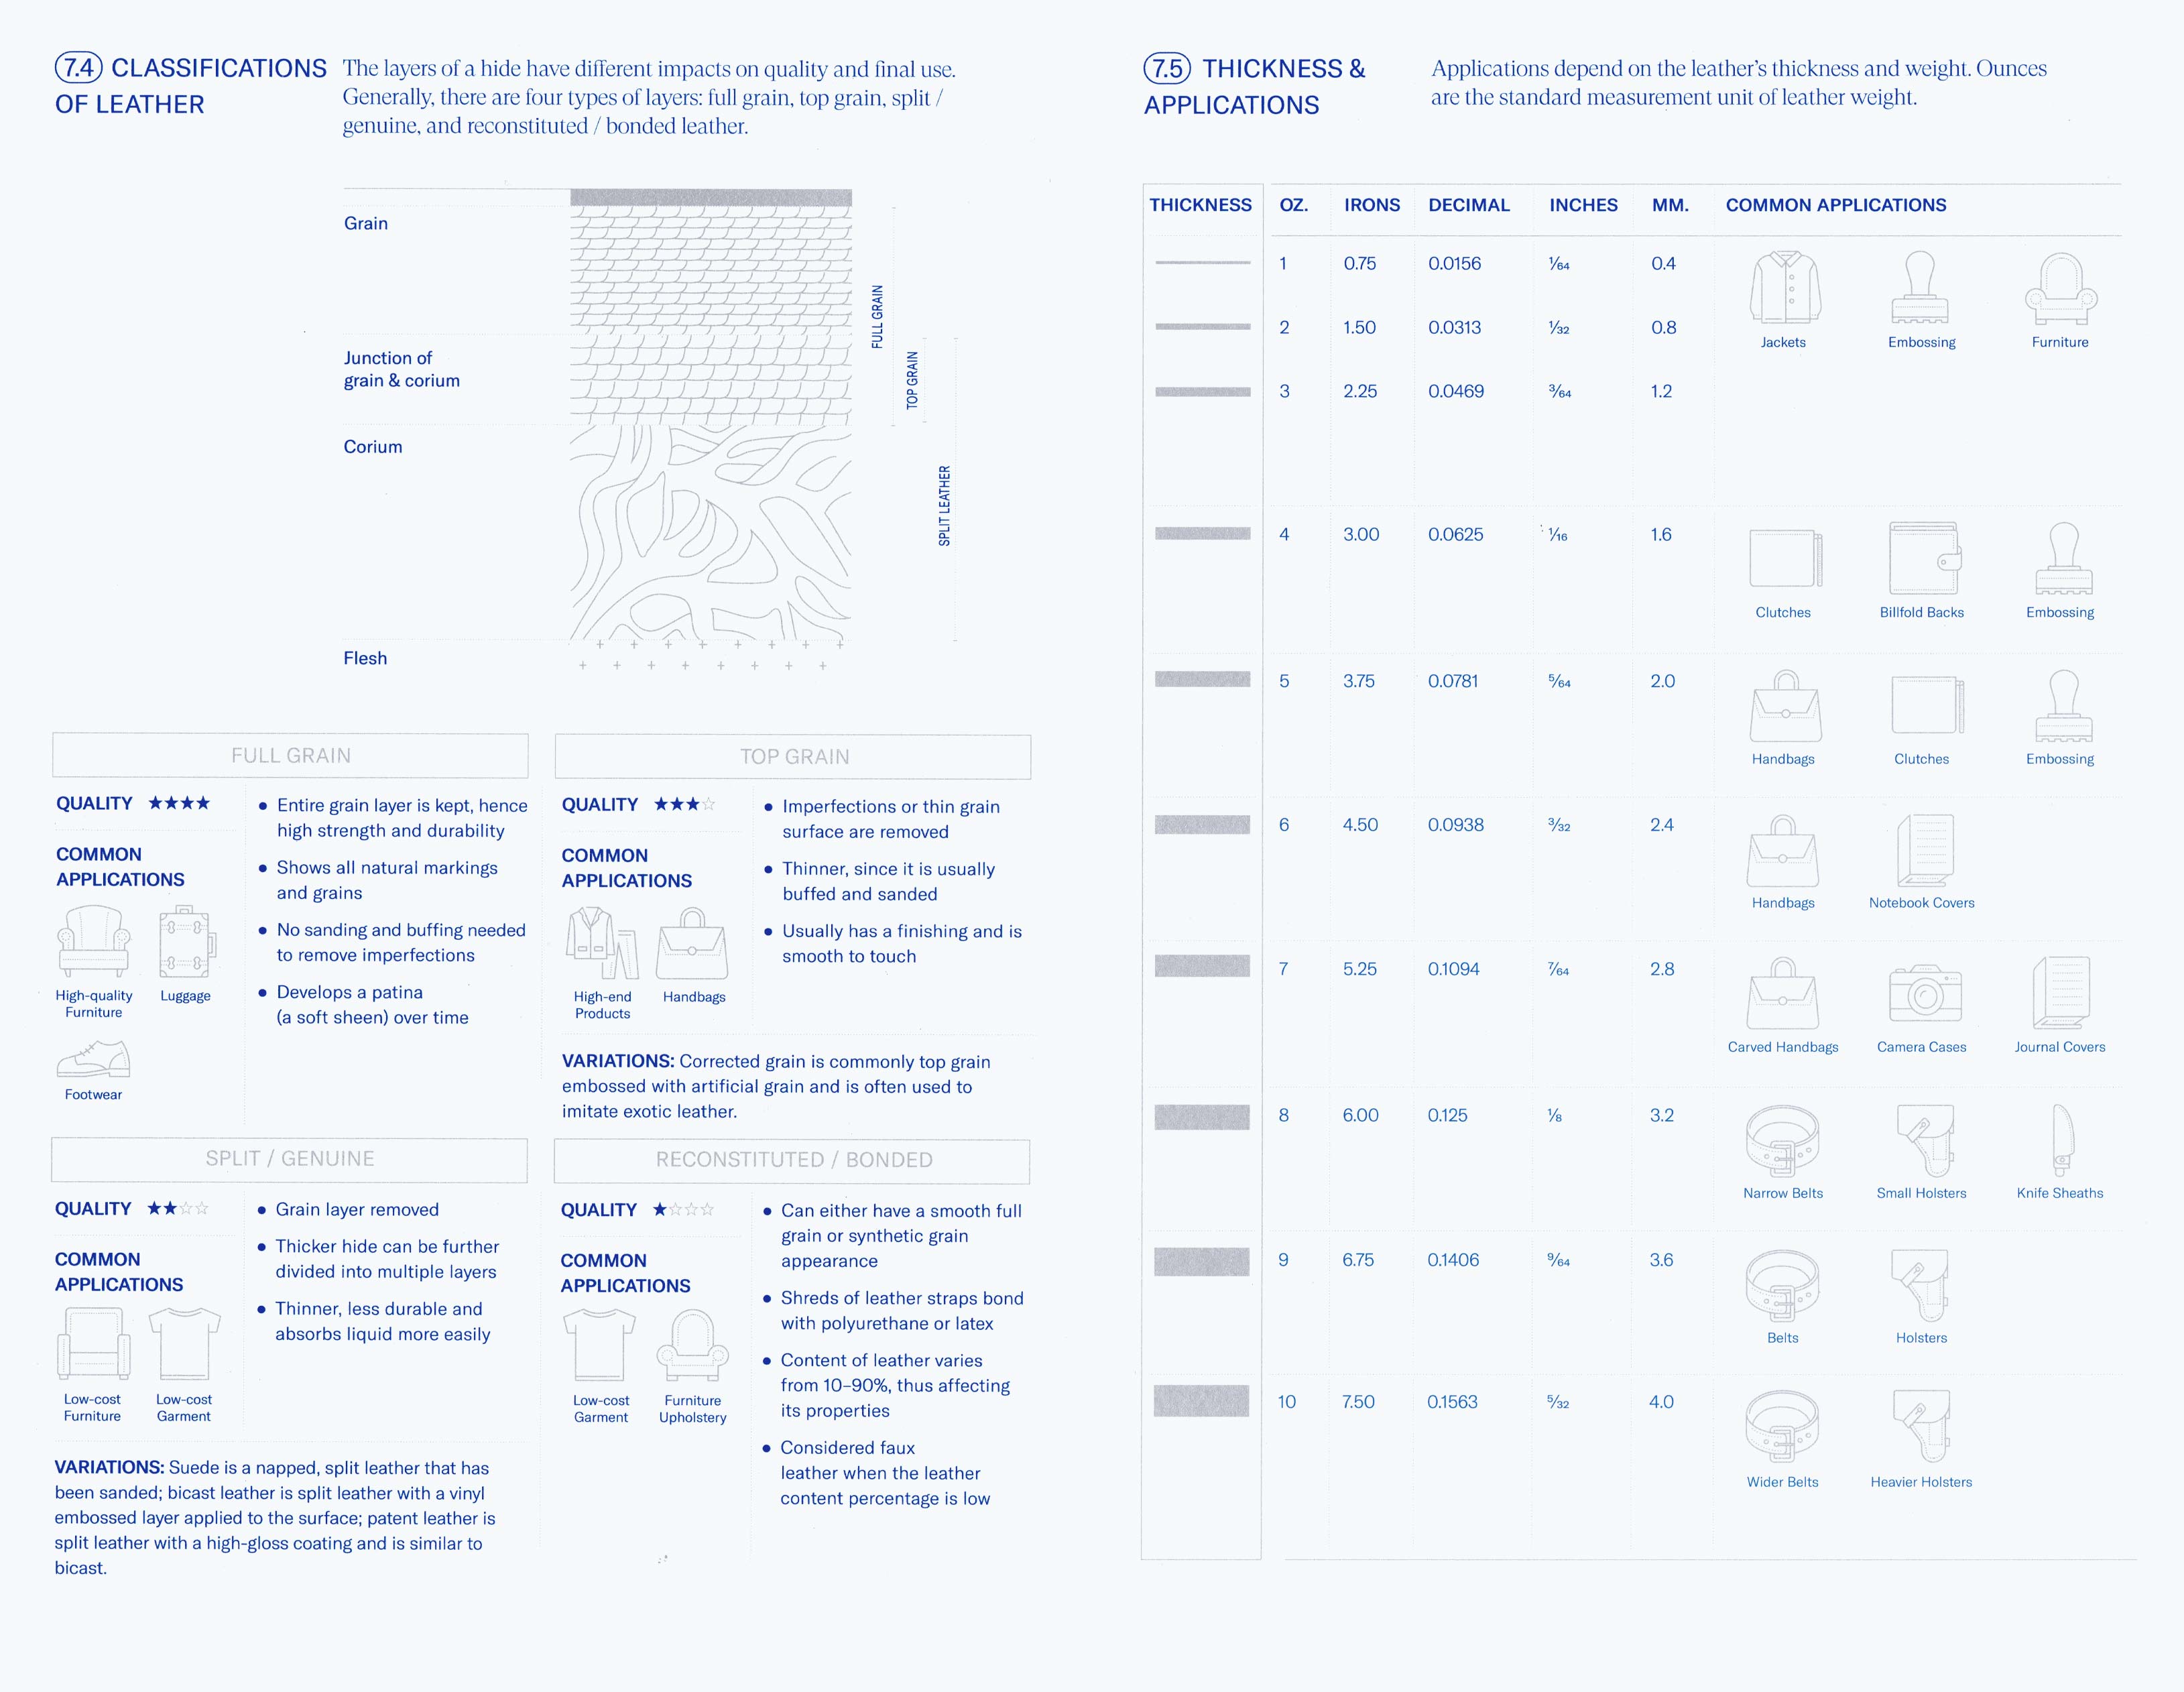 7.4 CLASSIFICATIONS
OF LEATHER
The layers of a hide have different impacts on quality and final use.
Generally, there are four types of layers: full grain, top grain, split /
genuine, and reconstituted / bonded leather.
Grain
Junction of
grain & corium
Corium
Flesh
FULL GRAIN
TOP GRAIN
SPLIT LEATHER
FULL GRAIN
QUALITY ★★★★
COMMON
APPLICATIONS
High-quality
Furniture
Luggage
Footwear
• Entire grain layer is kept, hence
high strength and durability
• Shows all natural markings
and grains
• No sanding and buffing needed
to remove imperfections
• Develops a patina
(a soft sheen) over time
TOP GRAIN
QUALITY ★★★☆
COMMON
APPLICATIONS
High-end
Products
Handbags
• Imperfections or thin grain
surface are removed
• Thinner, since it is usually
buffed and sanded
• Usually has a finishing and is
smooth to touch
VARIATIONS: Corrected grain is commonly top grain
embossed with artificial grain and is often used to
imitate exotic leather.
SPLIT / GENUINE
QUALITY ★★☆☆
COMMON
APPLICATIONS
Low-cost
Furniture
Low-cost
Garment
• Grain layer removed
• Thicker hide can be further
divided into multiple layers
• Thinner, less durable and
absorbs liquid more easily
VARIATIONS: Suede is a napped, split leather that has
been sanded; bicast leather is split leather with a vinyl
embossed layer applied to the surface; patent leather is
split leather with a high-gloss coating and is similar to
bicast.
RECONSTITUTED / BONDED
QUALITY ★☆☆☆
COMMON
APPLICATIONS
Low-cost
Garment
Furniture
Upholstery
• Can either have a smooth full
grain or synthetic grain
appearance
• Shreds of leather straps bond
with polyurethane or latex
• Content of leather varies
from 10–90%, thus affecting
its properties
• Considered faux
leather when the leather
content percentage is low
7.5 THICKNESS &
APPLICATIONS
Applications depend on the leather’s thickness and weight. Ounces
are the standard measurement unit of leather weight.
THICKNESS OZ. IRONS DECIMAL INCHES MM. COMMON APPLICATIONS
1 0.75 0.0156 1/64 0.4
2 1.50 0.0313 1/32 0.8
Jackets Embossing Furniture
3 2.25 0.0469 3/64 1.2
4 3.00 0.0625 1/16 1.6
Clutches Billfold Backs Embossing
5 3.75 0.0781 5/64 2.0
Handbags Clutches Embossing
6 4.50 0.0938 3/32 2.4
Handbags Notebook Covers
7 5.25 0.1094 7/64 2.8
Carved Handbags Camera Cases Journal Covers
8 6.00 0.125 1/8 3.2
Narrow Belts Small Holsters Knife Sheaths
9 6.75 0.1406 9/64 3.6
Belts Holsters
10 7.50 0.1563 5/32 4.0
Wider Belts Heavier Holsters